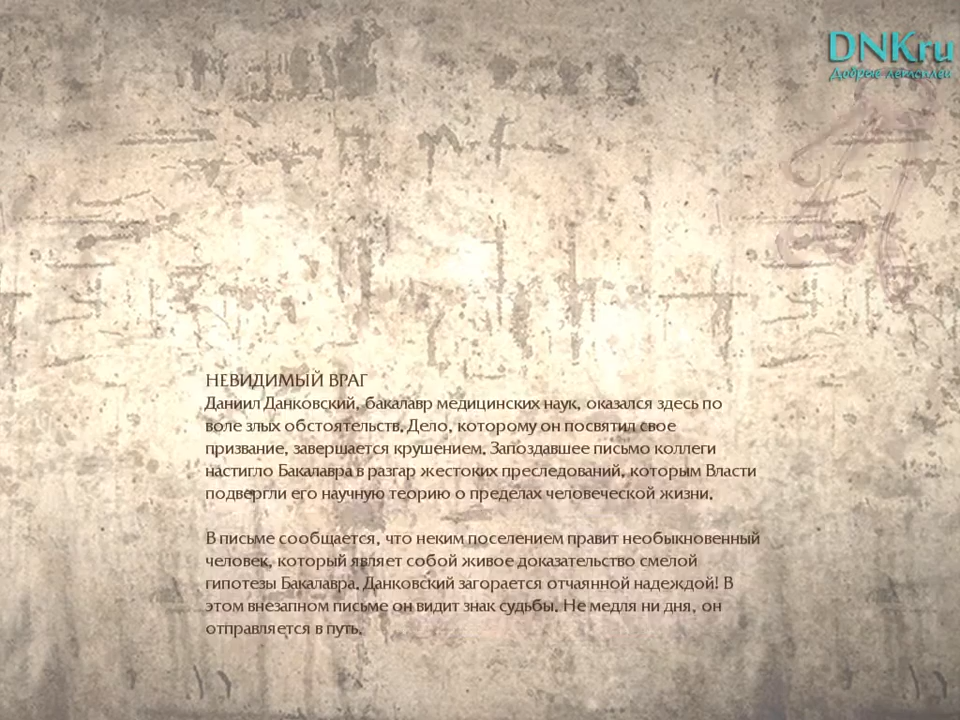 DNKru
Доброе летсплеи
НЕВИДИМЫЙ ВРАГ
Даниил Данковский, бакалавр медицинских наук, оказался здесь по
воле злых обстоятельств. Дело, которому он посвятил свое
призвание, завершается крушением. Запоздавшее письмо коллеги
настигло Бакалавра в разгар жестоких преследований, которым Власти
подвергли его научную теорию о пределах человеческой жизни.
В письме сообщается, что неким поселением правит необыкновенный
человек, который являет собой живое доказательство смелой
гипотезы Бакалавра. Данковский загорается отчаянной надеждой! В
этом внезапном письме он видит знак судьбы. Не медля ни дня, он
отправляется в путь.